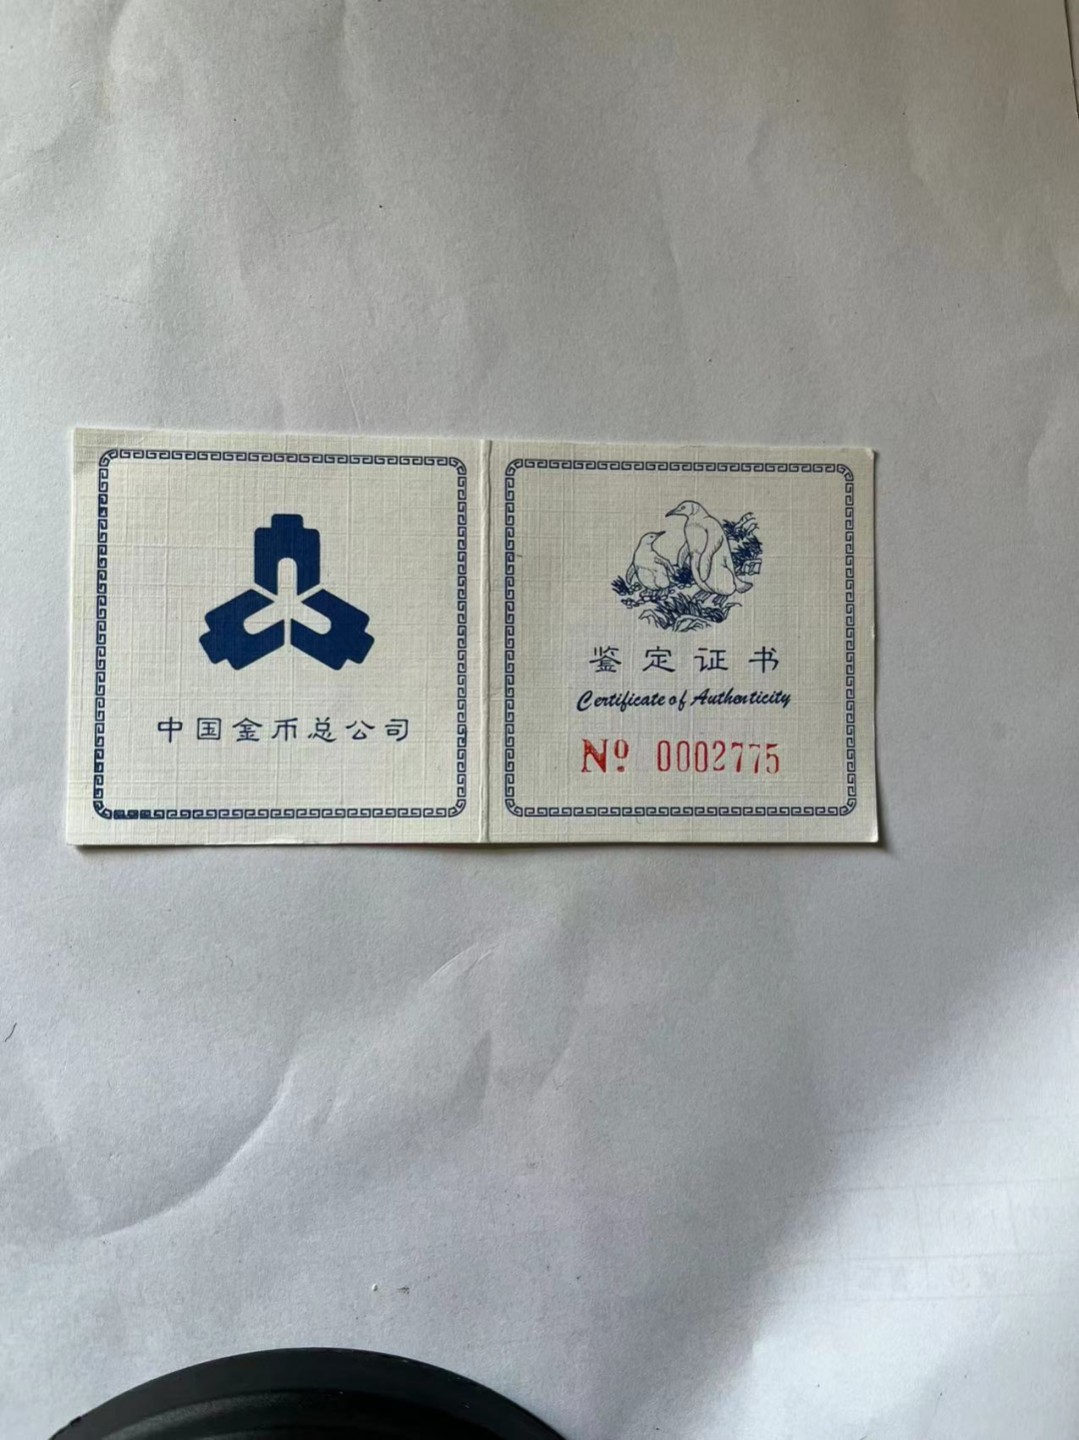 中国金币总公司
鉴定证书
Certificate of Authenticity
Nº 0002775